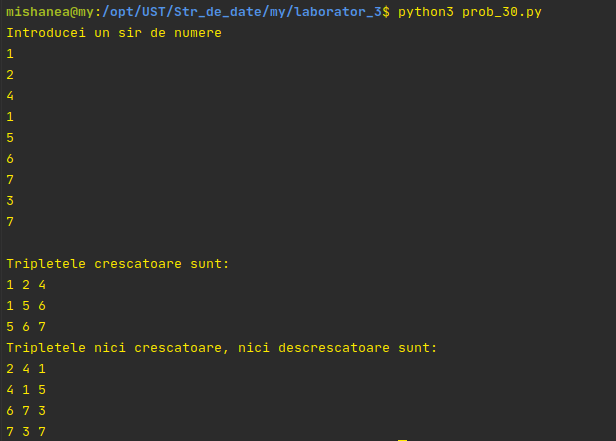 mishanea@my:/opt/UST/Str_de_date/my/laborator_3$ python3 prob_30.py
Introducei un sir de numere
1
2
4
1
5
6
7
3
7
Tripletele crescatoare sunt:
1 2 4
1 5 6
5 6 7
Tripletele nici crescatoare, nici descrescatoare sunt:
2 4 1
4 1 5
6 7 3
7 3 7